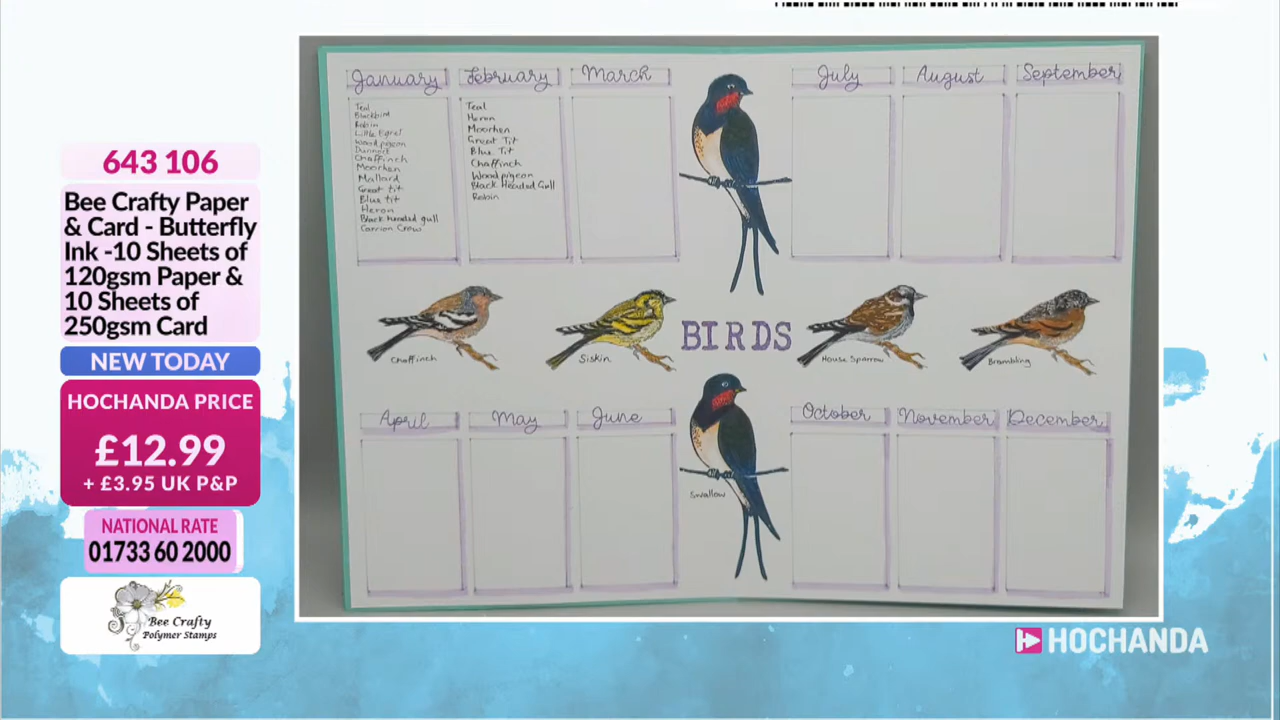 643 106
Bee Crafty Paper
& Card - Butterfly
Ink -10 Sheets of
120gsm Paper &
10 Sheets of
250gsm Card
NEW TODAY
HOCHANDA PRICE
£12.99
+ £3.95 UK P&P
NATIONAL RATE
01733 60 2000
Bee Crafty
Polymer Stamps
January
Teal
Blackbird
Robin
Little Egret
Woodpigeon
Dunnock
Chaffinch
Moorhen
Mallard
Great tit
Blue tit
Heron
Black headed gull
Carrion Crow
February
Teal
Heron
Moorhen
Great Tit
Blue Tit
Chaffinch
Woodpigeon
Black Headed Gull
Robin
March
July
August
September
Chaffinch
Siskin
BIRDS
House Sparrow
Brambling
April
May
June
Swallow
October
November
December
HOCHANDA